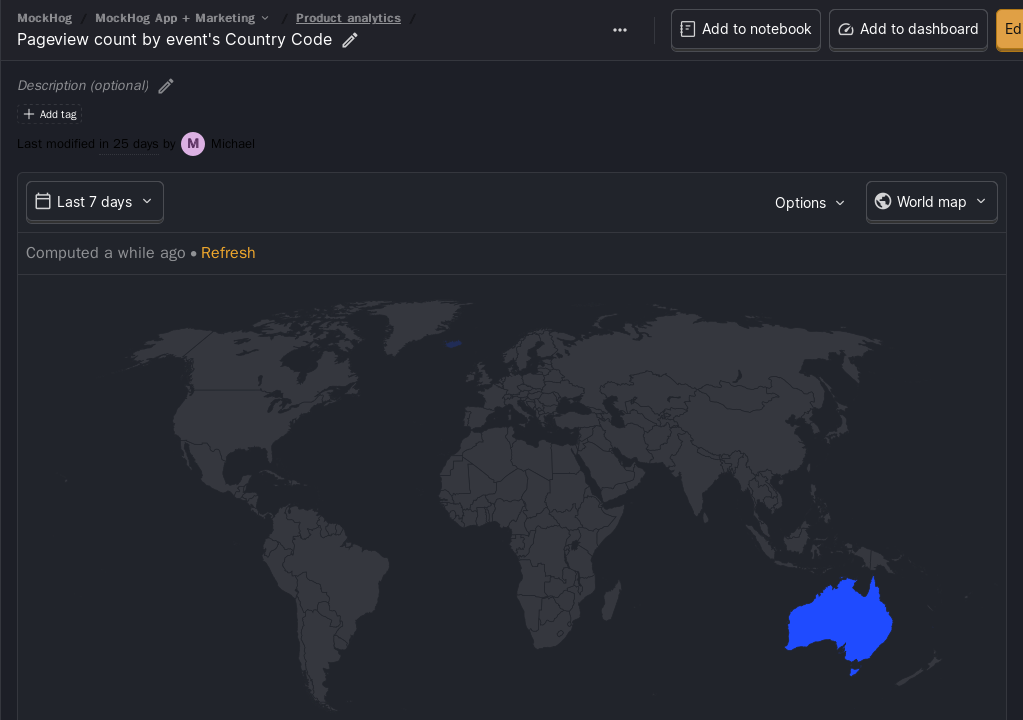 MockHog / MockHog App + Marketing / Product analytics /
Pageview count by event's Country Code
Add to notebook
Add to dashboard
Ed
Description (optional)
Add tag
Last modified in 25 days by M Michael
Last 7 days
Options
World map
Computed a while ago • Refresh